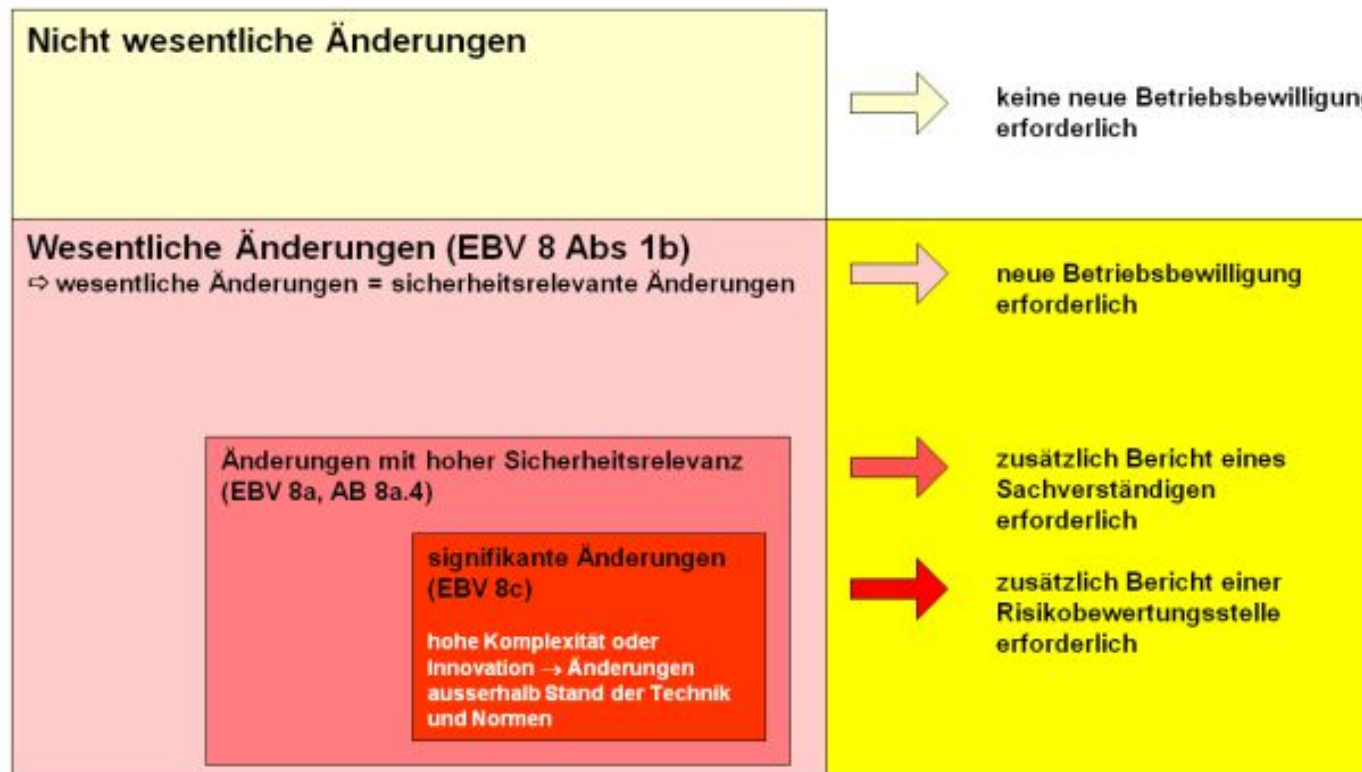 Nicht wesentliche Änderungen
keine neue Betriebsbewilligung
erforderlich
Wesentliche Änderungen (EBV 8 Abs 1b)
⇨ wesentliche Änderungen = sicherheitsrelevante Änderungen
neue Betriebsbewilligung
erforderlich
Änderungen mit hoher Sicherheitsrelevanz
(EBV 8a, AB 8a.4)
zusätzlich Bericht eines
Sachverständigen
erforderlich
signifikante Änderungen
(EBV 8c)
hohe Komplexität oder
Innovation → Änderungen
ausserhalb Stand der Technik
und Normen
zusätzlich Bericht einer
Risikobewertungsstelle
erforderlich